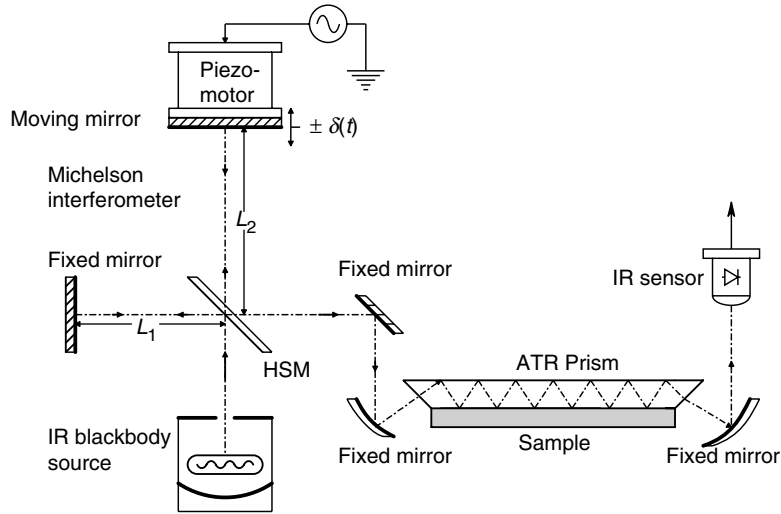 Piezo-
motor
Moving mirror
± δ(t)
Michelson
interferometer
L2
Fixed mirror
Fixed mirror
IR sensor
L1
HSM
ATR Prism
IR blackbody
source
Fixed mirror
Sample
Fixed mirror